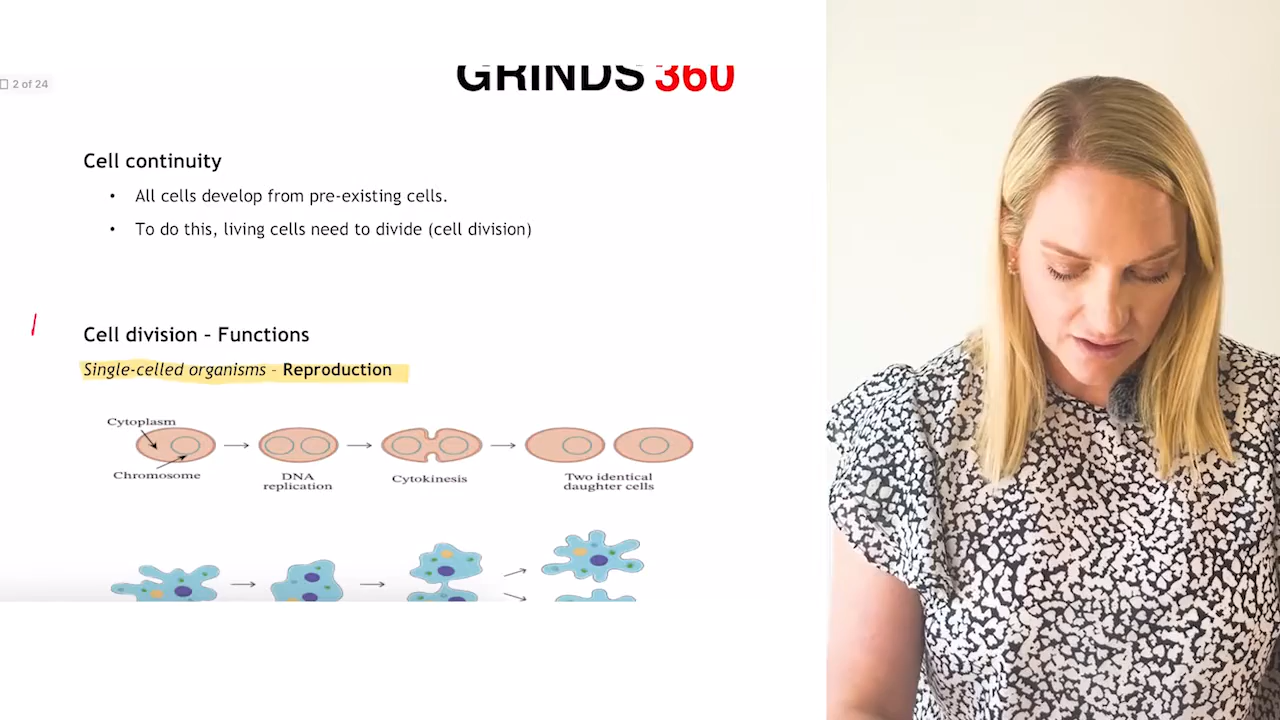 GRINDS 360
2 of 24
Cell continuity
• All cells develop from pre-existing cells.
• To do this, living cells need to divide (cell division)
Cell division – Functions
Single-celled organisms – Reproduction
Cytoplasm
Chromosome
DNA
replication
Cytokinesis
Two identical
daughter cells